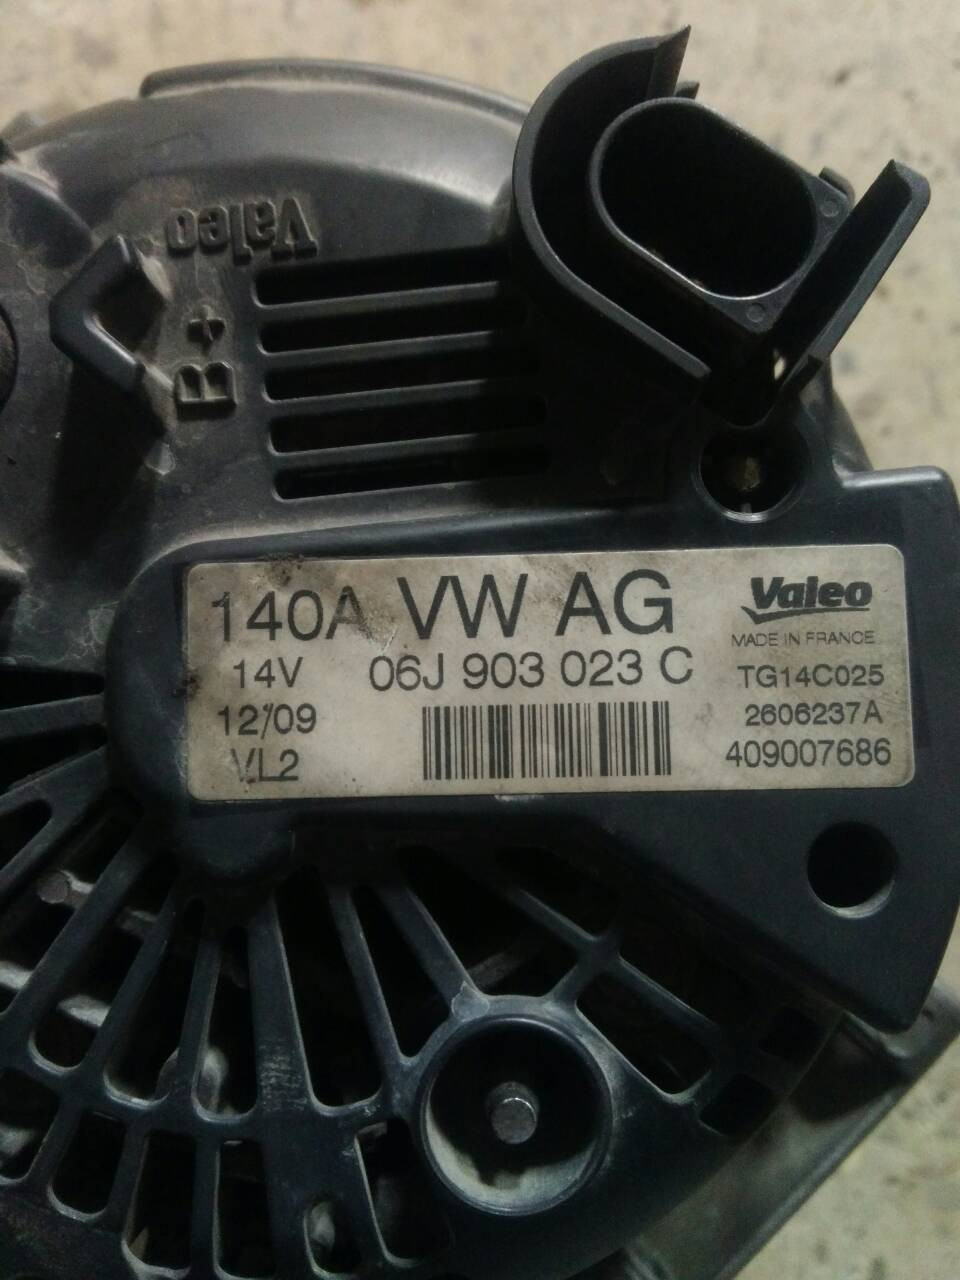 Valeo
B+
140A VW AG
14V 06J 903 023 C
12/09
VL2
Valeo
MADE IN FRANCE
TG14C025
2606237A
409007686